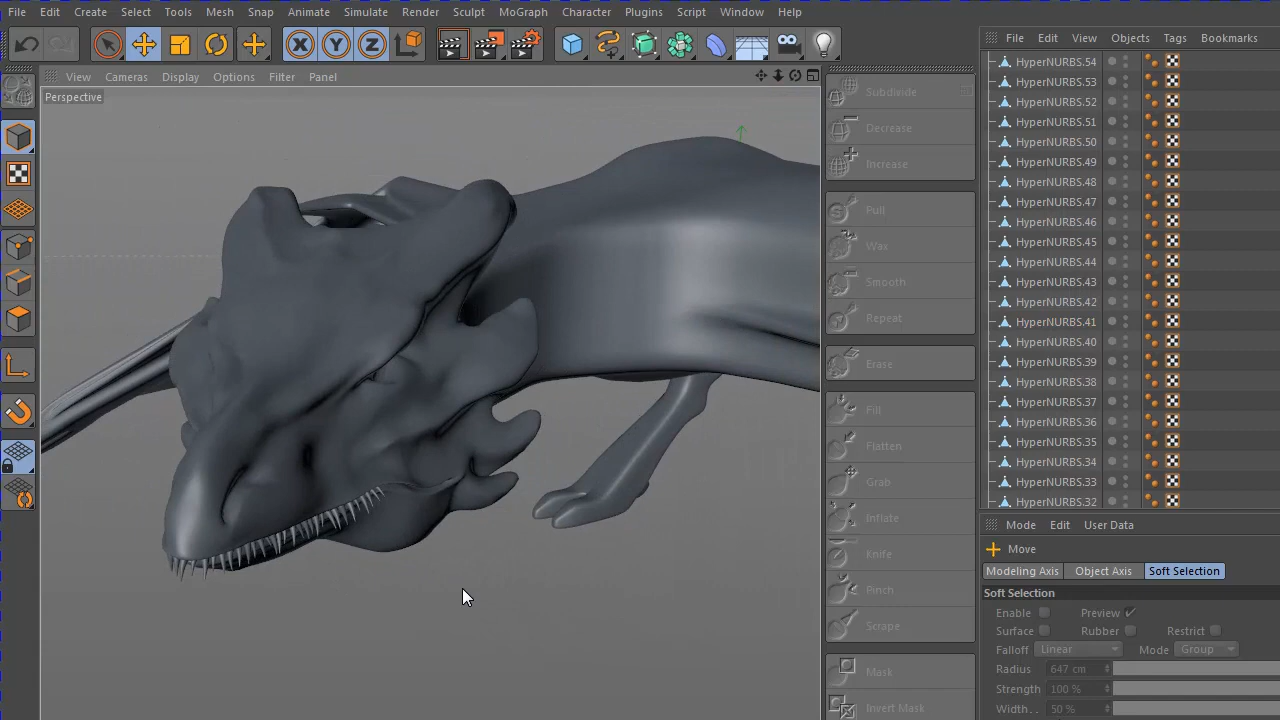 File Edit Create Select Tools Mesh Snap Animate Simulate Render Sculpt MoGraph Character Plugins Script Window Help
File Edit View Objects Tags Bookmarks
View Cameras Display Options Filter Panel
Perspective
X Y Z
Subdivide
Decrease
Increase
Pull
Wax
Smooth
Repeat
Erase
Fill
Flatten
Grab
Inflate
Knife
Pinch
Scrape
Mask
Invert Mask
HyperNURBS.54
HyperNURBS.53
HyperNURBS.52
HyperNURBS.51
HyperNURBS.50
HyperNURBS.49
HyperNURBS.48
HyperNURBS.47
HyperNURBS.46
HyperNURBS.45
HyperNURBS.44
HyperNURBS.43
HyperNURBS.42
HyperNURBS.41
HyperNURBS.40
HyperNURBS.39
HyperNURBS.38
HyperNURBS.37
HyperNURBS.36
HyperNURBS.35
HyperNURBS.34
HyperNURBS.33
HyperNURBS.32
Mode Edit User Data
Move
Modeling Axis Object Axis Soft Selection
Soft Selection
Enable Preview
Surface Rubber Restrict
Falloff Linear Mode Group
Radius 647 cm
Strength 100 %
Width . . 50 %